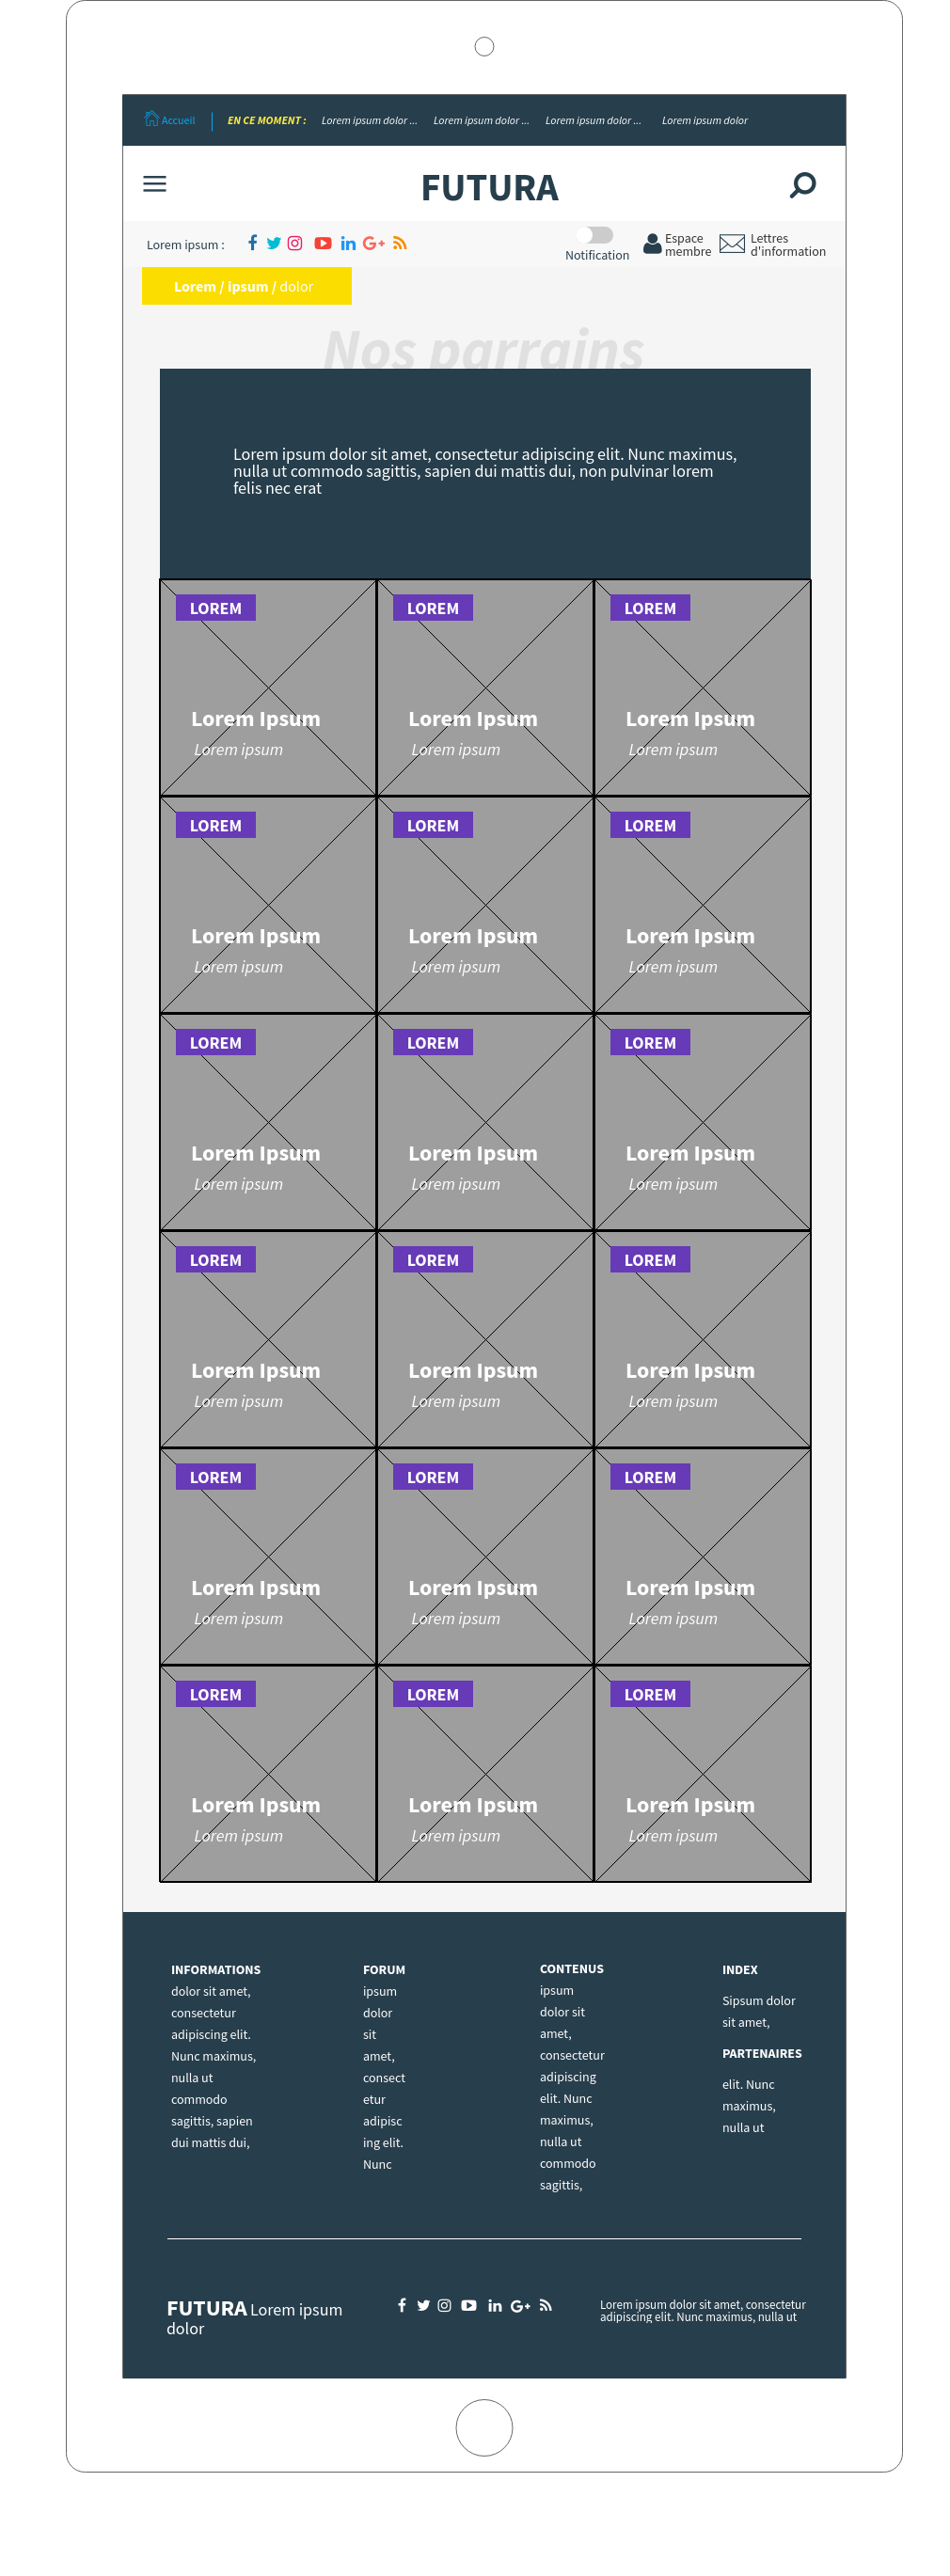 Accueil
EN CE MOMENT :
Lorem ipsum dolor ...
Lorem ipsum dolor ...
Lorem ipsum dolor ...
Lorem ipsum dolor
FUTURA
Lorem ipsum :
Notification
Espace
membre
Lettres
d'information
Lorem / ipsum / dolor
Nos parrains
Lorem ipsum dolor sit amet, consectetur adipiscing elit. Nunc maximus,
nulla ut commodo sagittis, sapien dui mattis dui, non pulvinar lorem
felis nec erat
LOREM
Lorem Ipsum
Lorem ipsum
LOREM
Lorem Ipsum
Lorem ipsum
LOREM
Lorem Ipsum
Lorem ipsum
LOREM
Lorem Ipsum
Lorem ipsum
LOREM
Lorem Ipsum
Lorem ipsum
LOREM
Lorem Ipsum
Lorem ipsum
LOREM
Lorem Ipsum
Lorem ipsum
LOREM
Lorem Ipsum
Lorem ipsum
LOREM
Lorem Ipsum
Lorem ipsum
LOREM
Lorem Ipsum
Lorem ipsum
LOREM
Lorem Ipsum
Lorem ipsum
LOREM
Lorem Ipsum
Lorem ipsum
LOREM
Lorem Ipsum
Lorem ipsum
LOREM
Lorem Ipsum
Lorem ipsum
LOREM
Lorem Ipsum
Lorem ipsum
LOREM
Lorem Ipsum
Lorem ipsum
LOREM
Lorem Ipsum
Lorem ipsum
LOREM
Lorem Ipsum
Lorem ipsum
INFORMATIONS
dolor sit amet,
consectetur
adipiscing elit.
Nunc maximus,
nulla ut
commodo
sagittis, sapien
dui mattis dui,
FORUM
ipsum
dolor
sit
amet,
consect
etur
adipisc
ing elit.
Nunc
CONTENUS
ipsum
dolor sit
amet,
consectetur
adipiscing
elit. Nunc
maximus,
nulla ut
commodo
sagittis,
INDEX
Sipsum dolor
sit amet,
PARTENAIRES
elit. Nunc
maximus,
nulla ut
FUTURA Lorem ipsum
dolor
Lorem ipsum dolor sit amet, consectetur
adipiscing elit. Nunc maximus, nulla ut